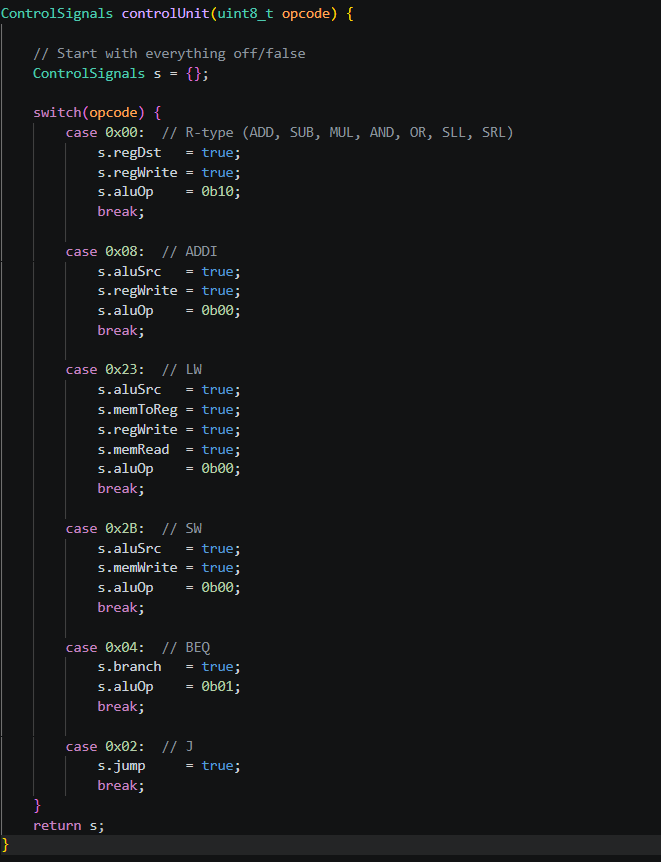 ControlSignals controlUnit(uint8_t opcode) {

    // Start with everything off/false
    ControlSignals s = {};

    switch(opcode) {
        case 0x00:  // R-type (ADD, SUB, MUL, AND, OR, SLL, SRL)
            s.regDst   = true;
            s.regWrite = true;
            s.aluOp    = 0b10;
            break;

        case 0x08:  // ADDI
            s.aluSrc   = true;
            s.regWrite = true;
            s.aluOp    = 0b00;
            break;

        case 0x23:  // LW
            s.aluSrc   = true;
            s.memToReg = true;
            s.regWrite = true;
            s.memRead  = true;
            s.aluOp    = 0b00;
            break;

        case 0x2B:  // SW
            s.aluSrc   = true;
            s.memWrite = true;
            s.aluOp    = 0b00;
            break;

        case 0x04:  // BEQ
            s.branch   = true;
            s.aluOp    = 0b01;
            break;

        case 0x02:  // J
            s.jump     = true;
            break;
    }
    return s;
}